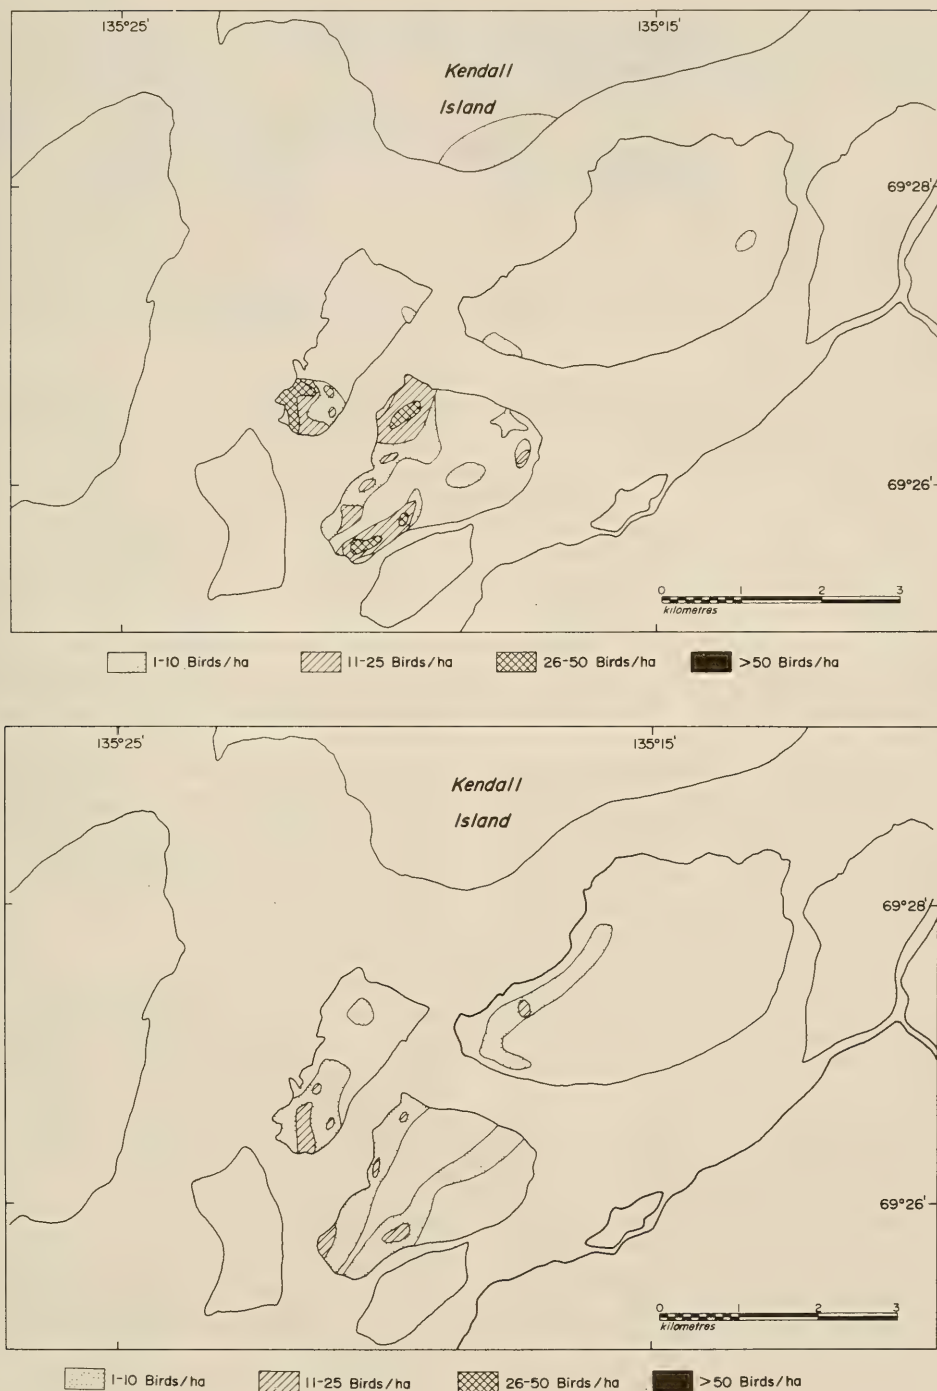 135°25' 135°15'
Kendall
Island
69°28'
69°26'
0 1 2 3
kilometres
1-10 Birds/ha 11-25 Birds/ha 26-50 Birds/ha >50 Birds/ha
135°25' 135°15'
Kendall
Island
69°28'
69°26'
0 1 2 3
kilometres
1-10 Birds/ha 11-25 Birds/ha 26-50 Birds/ha >50 Birds/ha